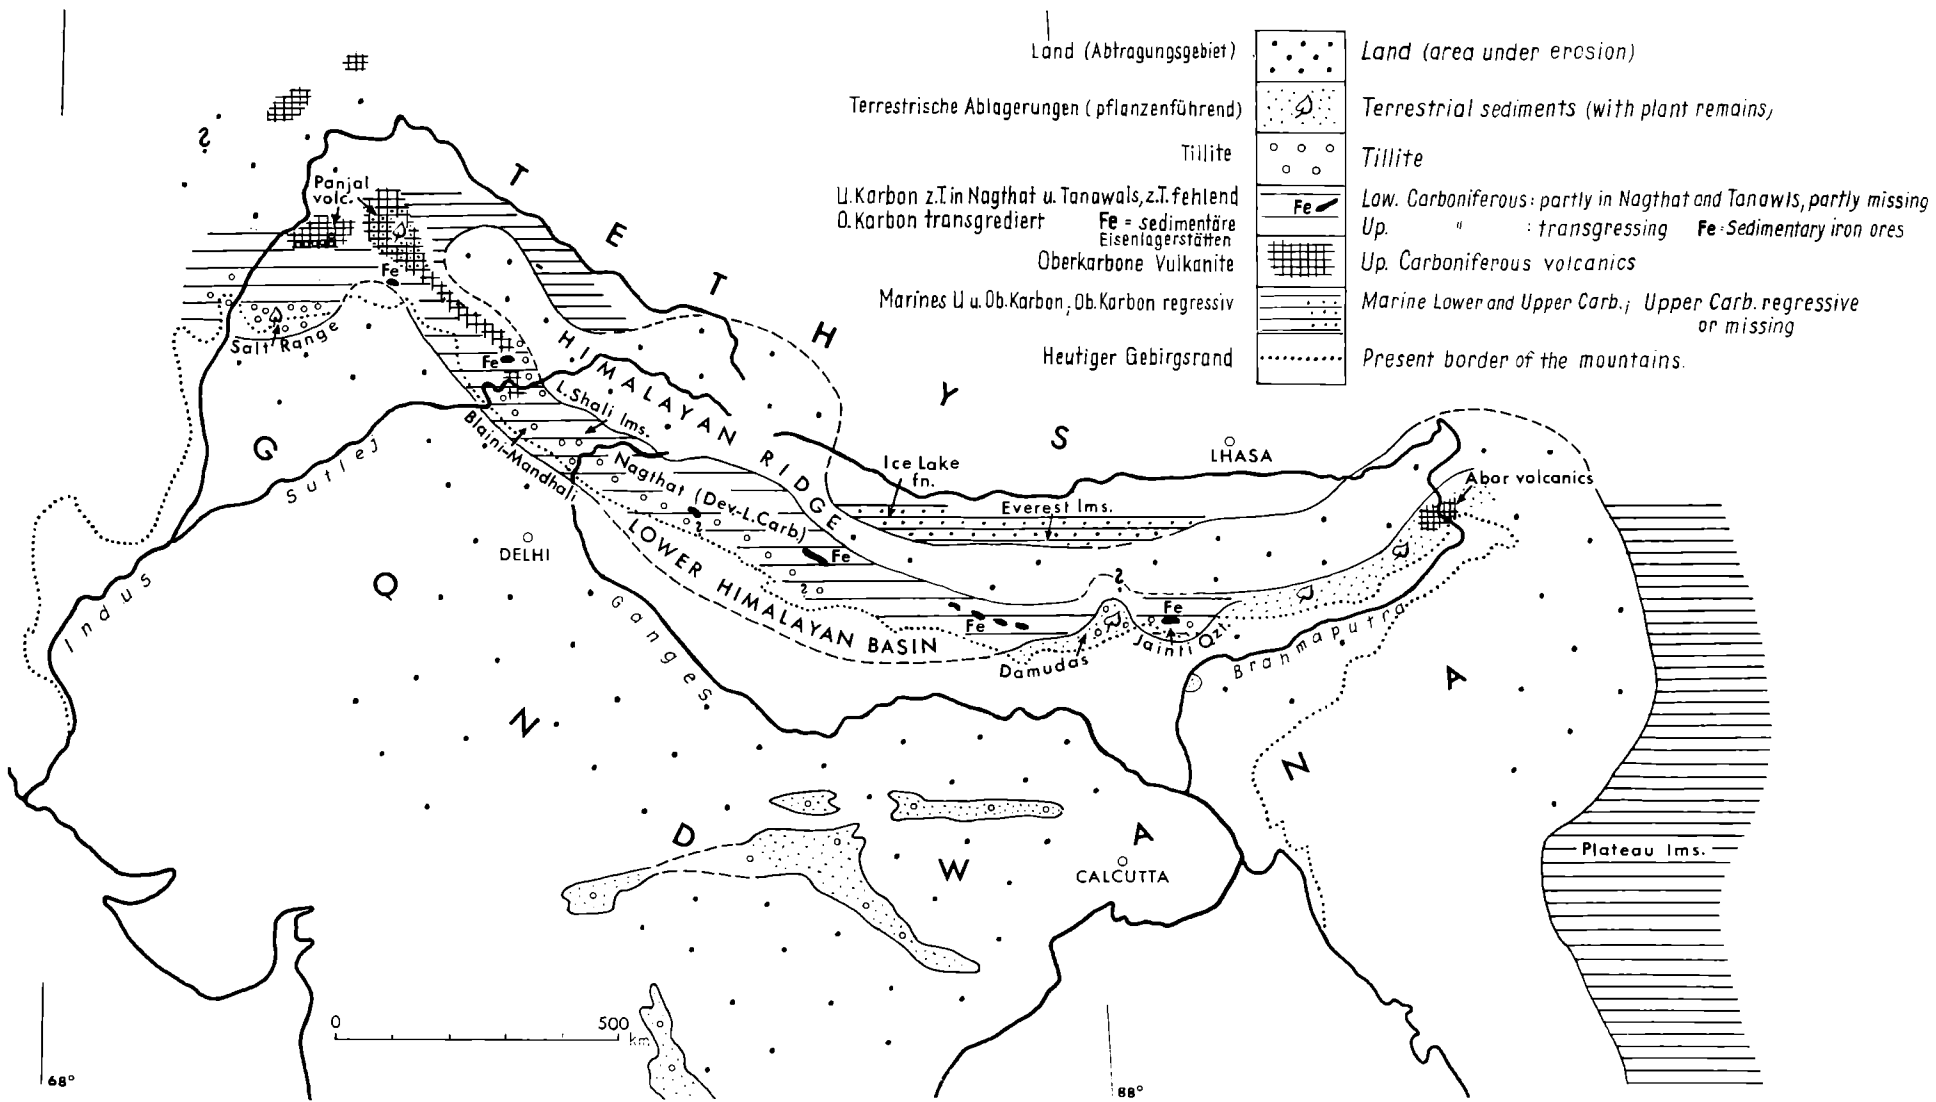 Land (Abtragungsgebiet)
Land (area under erosion)
Terrestrische Ablagerungen (pflanzenführend)
Terrestrial sediments (with plant remains,
Tillite
Tillite
U. Karbon z.T. in Nagthat u. Tanawals, z.T. fehlend
O. Karbon transgrediert Fe = sedimentäre
Eisenlagerstätten
Fe
Low. Carboniferous: partly in Nagthat and Tanawls, partly missing
Up. " : transgressing Fe = Sedimentary iron ores
Oberkarbone Vulkanite
Up. Carboniferous volcanics
Marines U u. Ob. Karbon; Ob. Karbon regressiv
Marine Lower and Upper Carb.; Upper Carb. regressive
or missing
Heutiger Gebirgsrand
Present border of the mountains.
?
TETHYS
Panjal
volc.
Fe
Salt Range
Fe
HIMALAYAN RIDGE
L. Shali lms.
Blaini-Mandhali
Nagthat (Dev-L. Carb.)
?
Fe
?
LOWER HIMALAYAN BASIN
Ice Lake
fn.
Everest lms.
LHASA
Abor volcanics
?
Fe
Fe
Damudas
Jainti Qzt.
Brahmaputra
Sutlej
Indus
Ganges
DELHI
GONDWANA
CALCUTTA
Plateau lms.
0 500
km
68°
88°